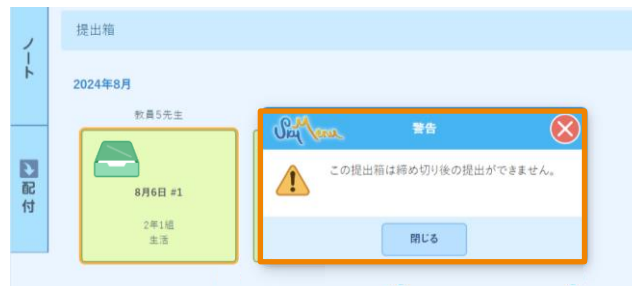 ノート
配付
提出箱
2024年8月
教員5先生
8月6日 #1
2年1組
生活
SkyMenu
警告
この提出箱は締め切り後の提出ができません。
閉じる